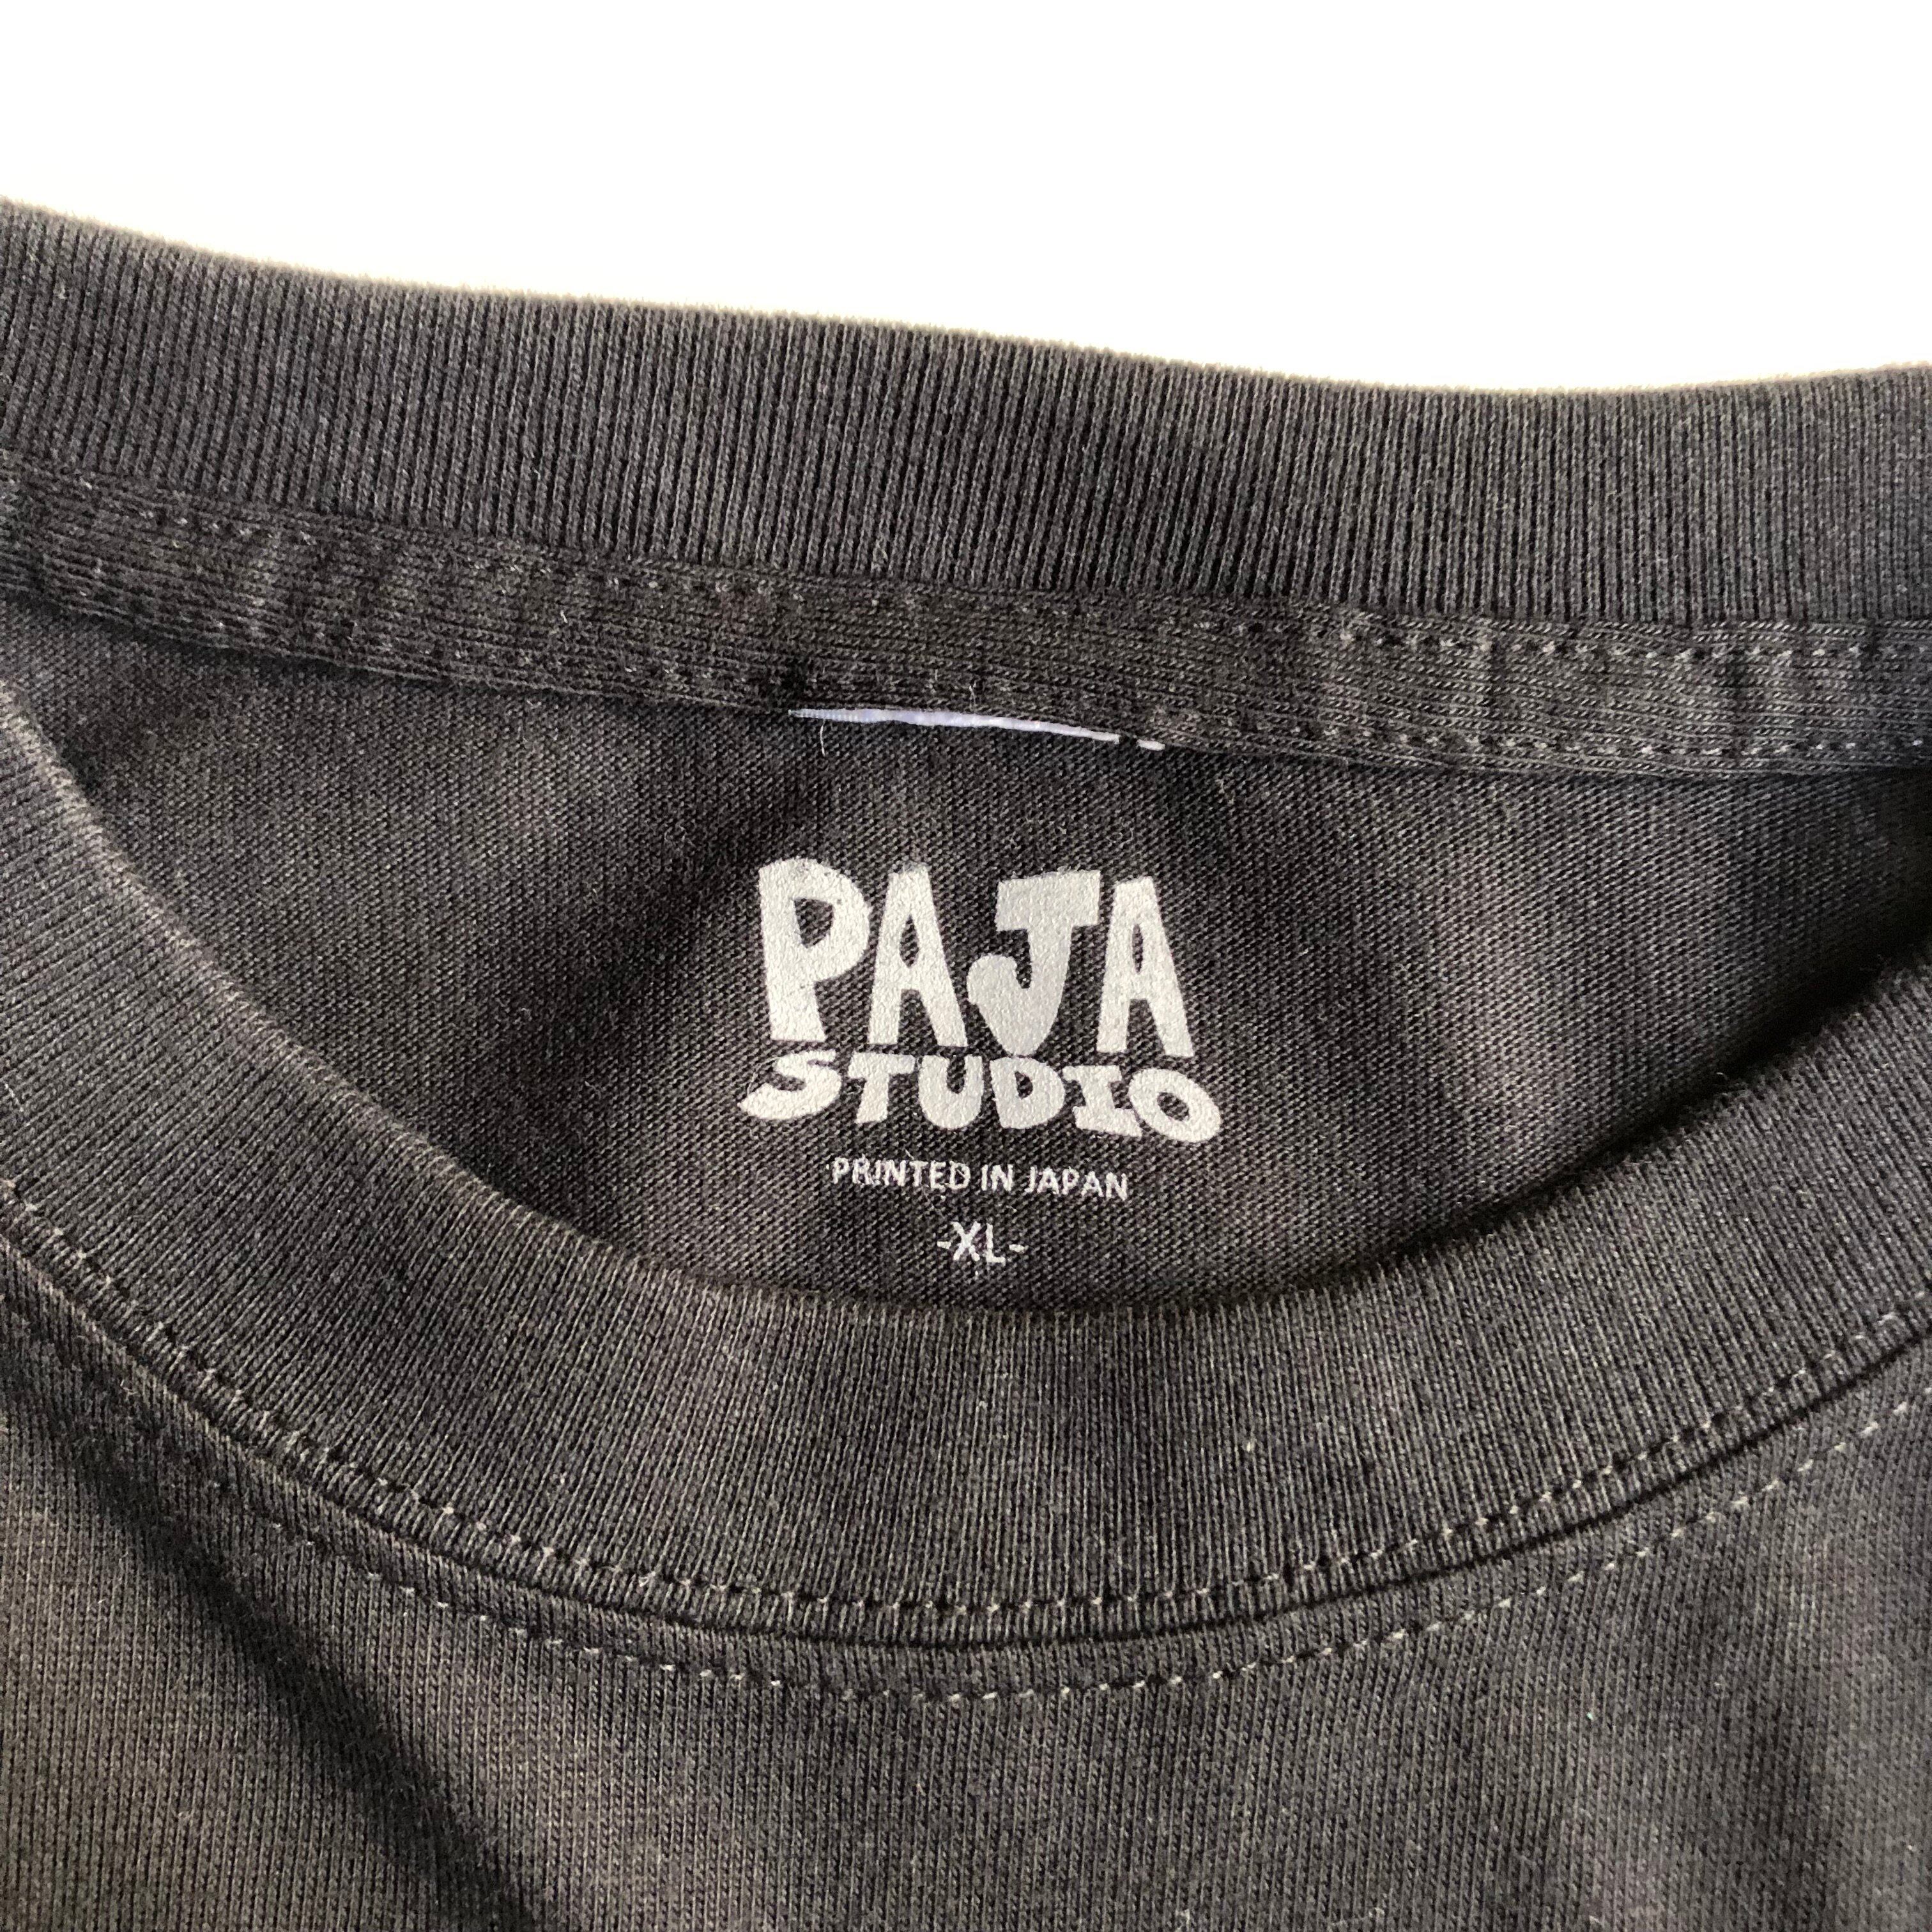 PAJA
STUDIO
PRINTED IN JAPAN
-XL-